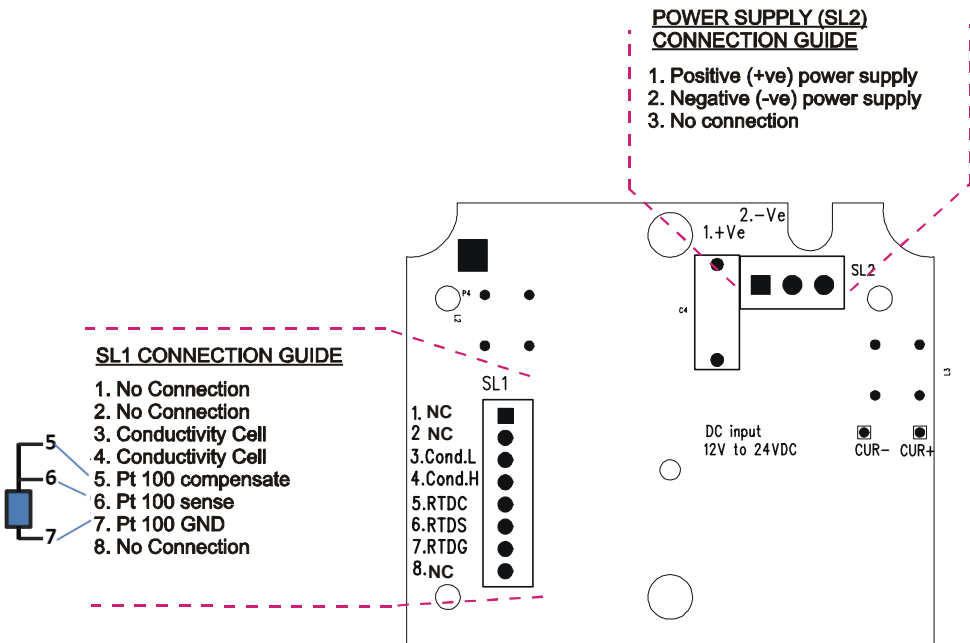 POWER SUPPLY (SL2)
CONNECTION GUIDE
1. Positive (+ve) power supply
2. Negative (-ve) power supply
3. No connection
2.-Ve
1.+Ve
SL2
P4
C4
L2
L3
SL1 CONNECTION GUIDE
1. No Connection
2. No Connection
3. Conductivity Cell
4. Conductivity Cell
5. Pt 100 compensate
6. Pt 100 sense
7. Pt 100 GND
8. No Connection
5
6
7
SL1
1. NC
2 NC
3.Cond.L
4.Cond.H
5.RTDC
6.RTDS
7.RTDG
8.NC
DC input
12V to 24VDC
CUR- CUR+